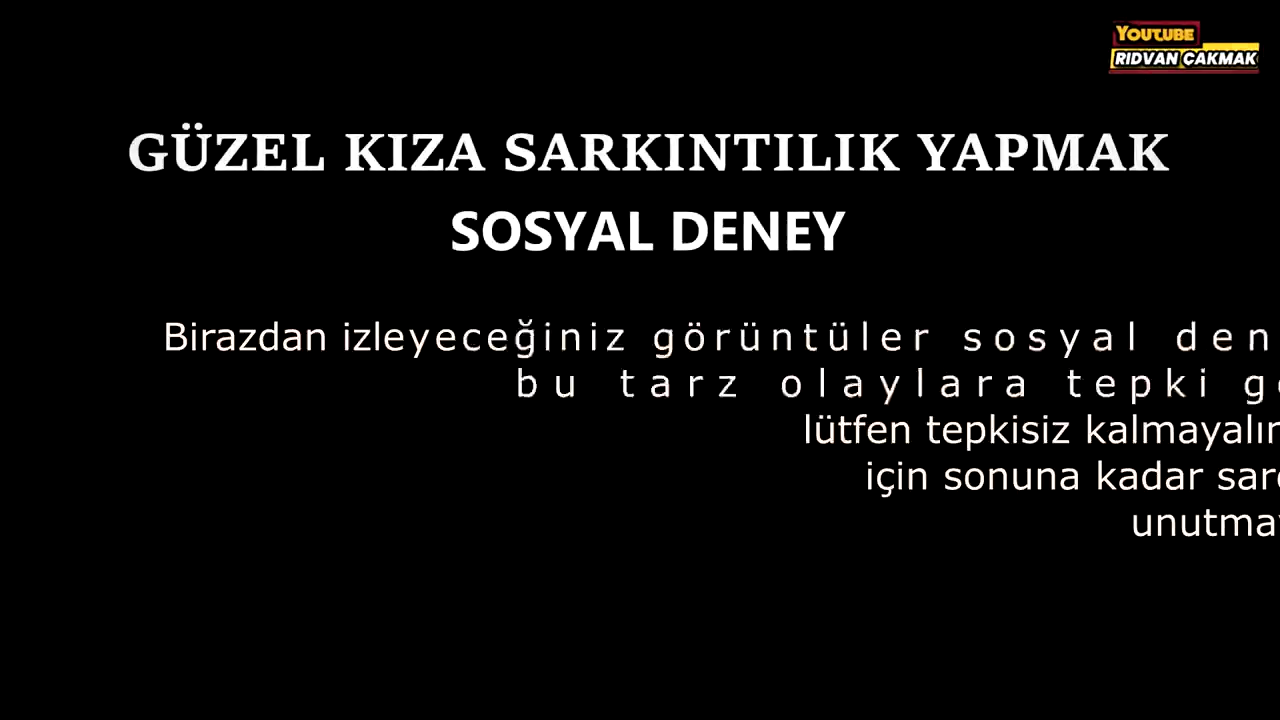 YOUTUBE
RIDVAN ÇAKMAK
GÜZEL KIZA SARKINTILIK YAPMAK
SOSYAL DENEY
Birazdan izleyeceğiniz görüntüler sosyal
bu tarz olaylara tepki
lütfen tepkisiz
için sonuna kadar